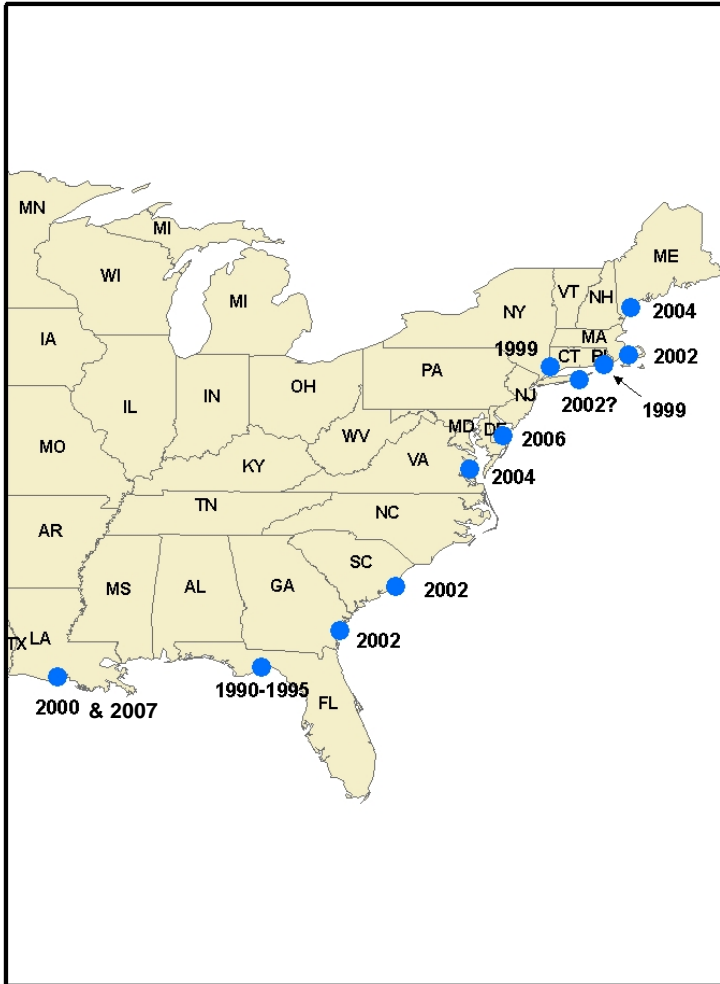 MN
MI
ME
WI
VT
NH
MI
NY
2004
MA
IA
1999
CT
RI
2002
PA
OH
IN
NJ
2002?
1999
IL
MD
DE
WV
2006
MO
KY
VA
2004
TN
NC
AR
SC
MS
AL
GA
2002
TX
LA
2002
1990-1995
FL
2000 & 2007